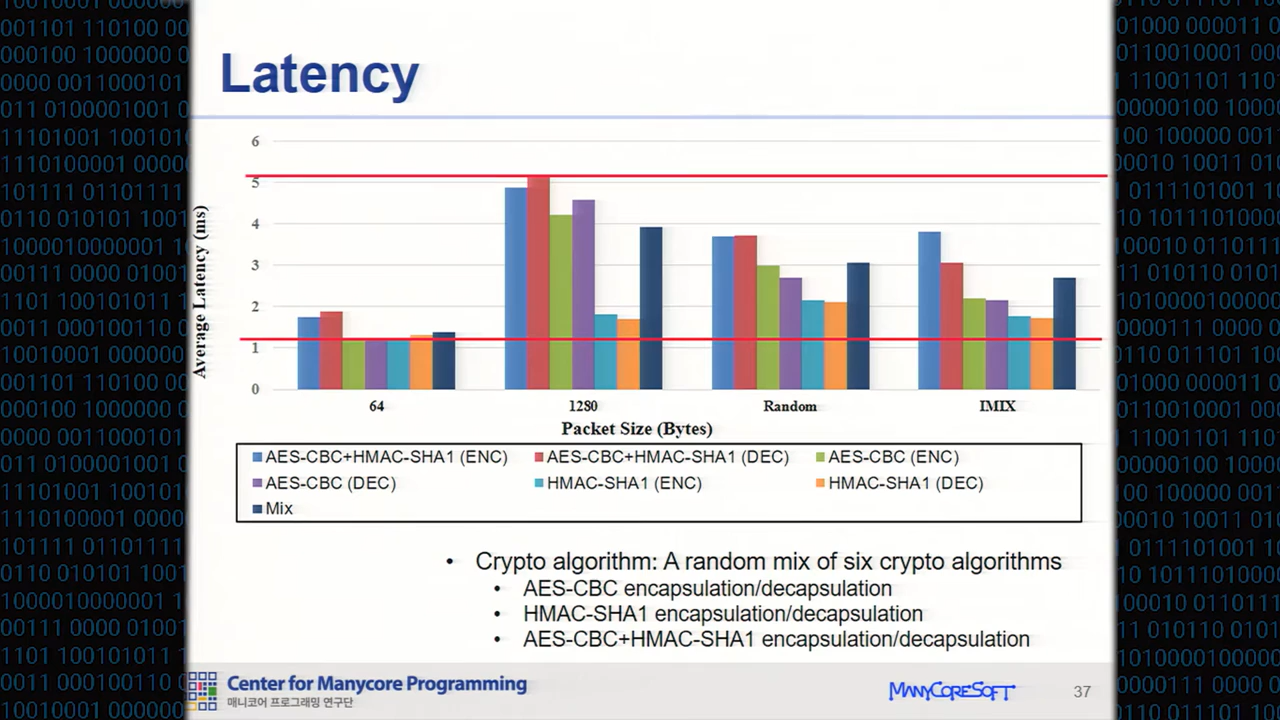 Latency
6
5
4
3
2
1
0
Average Latency (ms)
64 1280 Random IMIX
Packet Size (Bytes)
AES-CBC+HMAC-SHA1 (ENC) AES-CBC+HMAC-SHA1 (DEC) AES-CBC (ENC)
AES-CBC (DEC) HMAC-SHA1 (ENC) HMAC-SHA1 (DEC)
Mix
• Crypto algorithm: A random mix of six crypto algorithms
• AES-CBC encapsulation/decapsulation
• HMAC-SHA1 encapsulation/decapsulation
• AES-CBC+HMAC-SHA1 encapsulation/decapsulation
Center for Manycore Programming
매니코어 프로그래밍 연구단
MANYCORESOFT
37